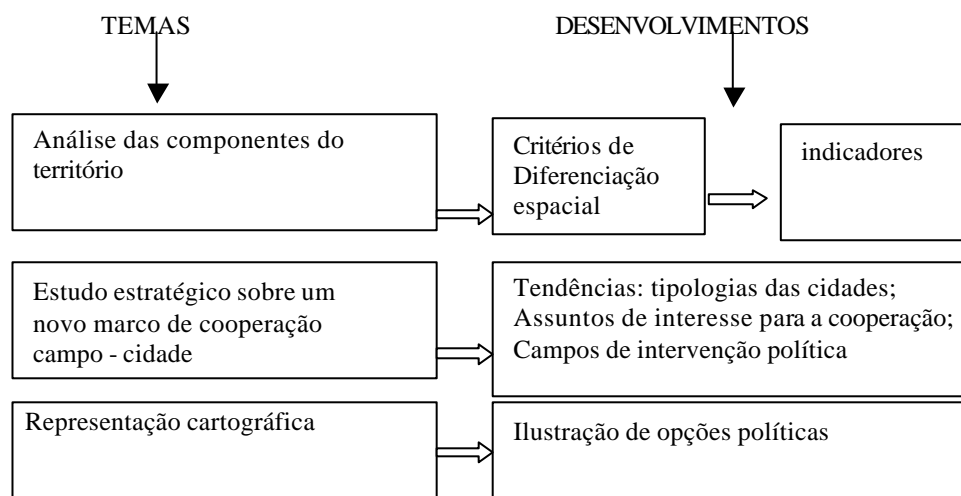 TEMAS
DESENVOLVIMENTOS
Análise das componentes do
território
Critérios de
Diferenciação
espacial
indicadores
Estudo estratégico sobre um
novo marco de cooperação
campo - cidade
Tendências: tipologias das cidades;
Assuntos de interesse para a cooperação;
Campos de intervenção política
Representação cartográfica
Ilustração de opções políticas